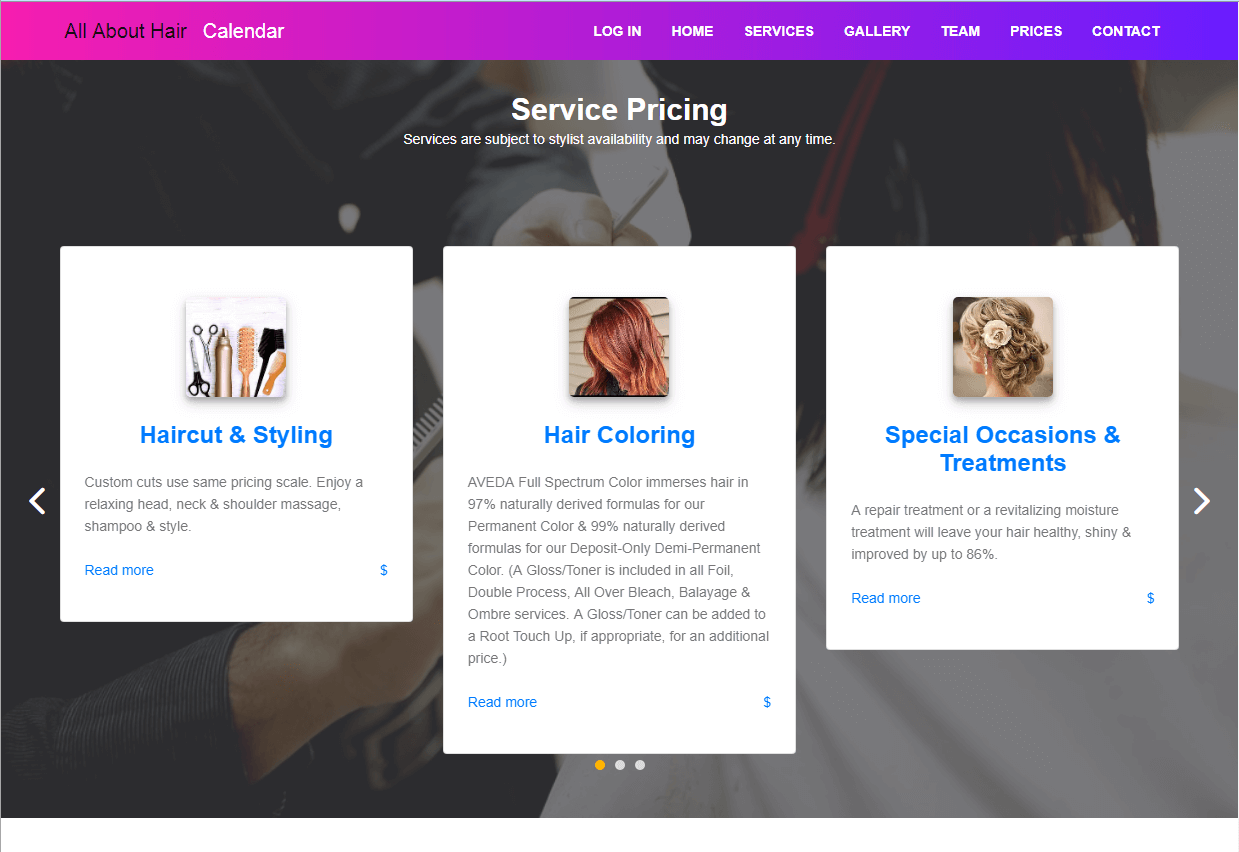 All About Hair Calendar LOG IN HOME SERVICES GALLERY TEAM PRICES CONTACT
Service Pricing
Services are subject to stylist availability and may change at any time.
Haircut & Styling
Custom cuts use same pricing scale. Enjoy a
relaxing head, neck & shoulder massage,
shampoo & style.
Read more $
Hair Coloring
AVEDA Full Spectrum Color immerses hair in
97% naturally derived formulas for our
Permanent Color & 99% naturally derived
formulas for our Deposit-Only Demi-Permanent
Color. (A Gloss/Toner is included in all Foil,
Double Process, All Over Bleach, Balayage &
Ombre services. A Gloss/Toner can be added to
a Root Touch Up, if appropriate, for an additional
price.)
Read more $
Special Occasions &
Treatments
A repair treatment or a revitalizing moisture
treatment will leave your hair healthy, shiny &
improved by up to 86%.
Read more $